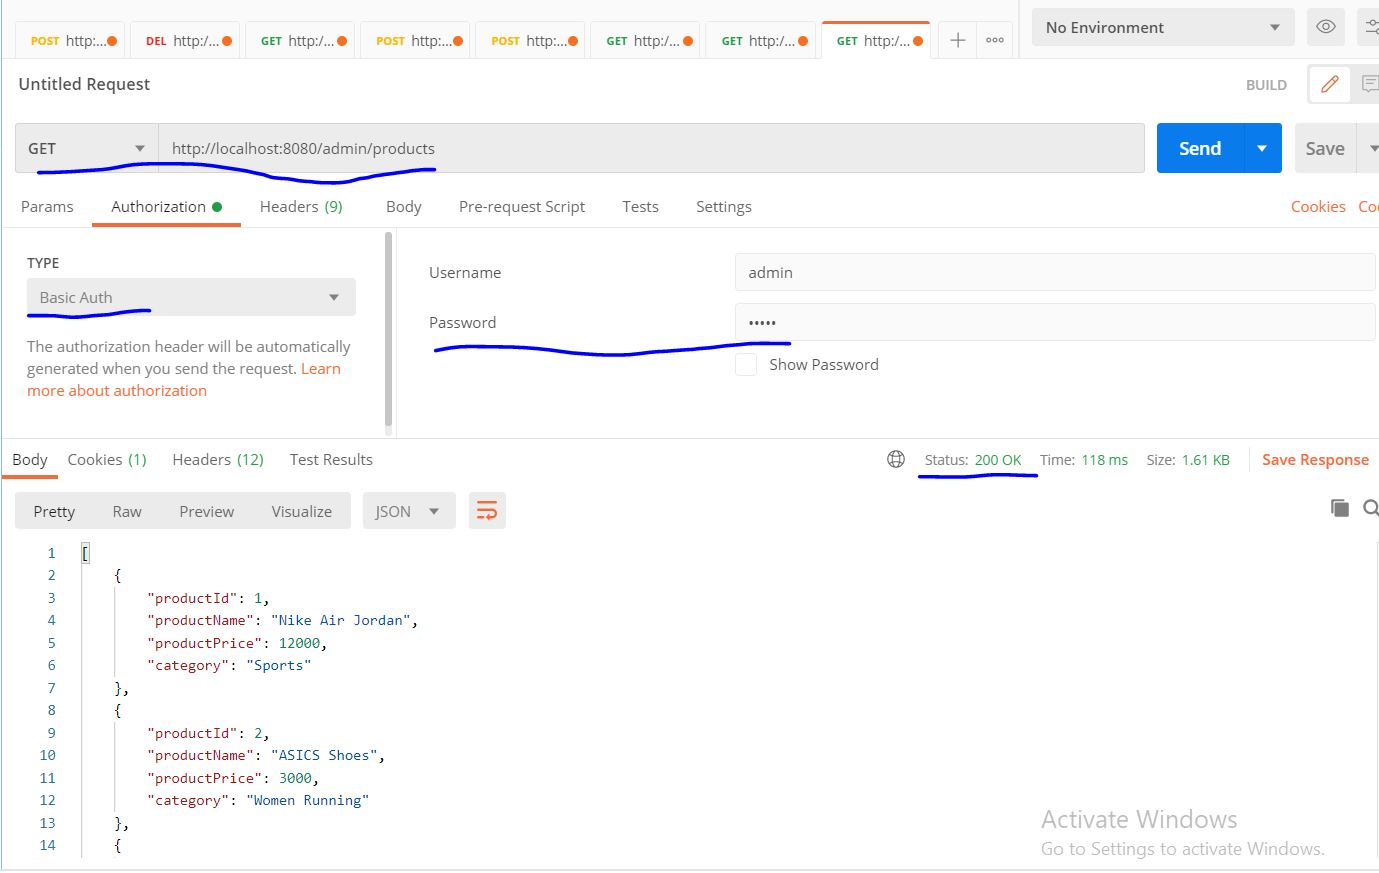 POST http:... DEL http:/... GET http:/... POST http:... POST http:... GET http:/... GET http:/... GET http:/... No Environment
Untitled Request BUILD
GET http://localhost:8080/admin/products Send Save
Params Authorization Headers (9) Body Pre-request Script Tests Settings Cookies
TYPE
Basic Auth
The authorization header will be automatically
generated when you send the request. Learn
more about authorization
Username admin
Password •••••
Show Password
Body Cookies (1) Headers (12) Test Results Status: 200 OK Time: 118 ms Size: 1.61 KB Save Response
Pretty Raw Preview Visualize JSON
1 [
2 {
3 "productId": 1,
4 "productName": "Nike Air Jordan",
5 "productPrice": 12000,
6 "category": "Sports"
7 },
8 {
9 "productId": 2,
10 "productName": "ASICS Shoes",
11 "productPrice": 3000,
12 "category": "Women Running"
13 },
14 {
Activate Windows
Go to Settings to activate Windows.